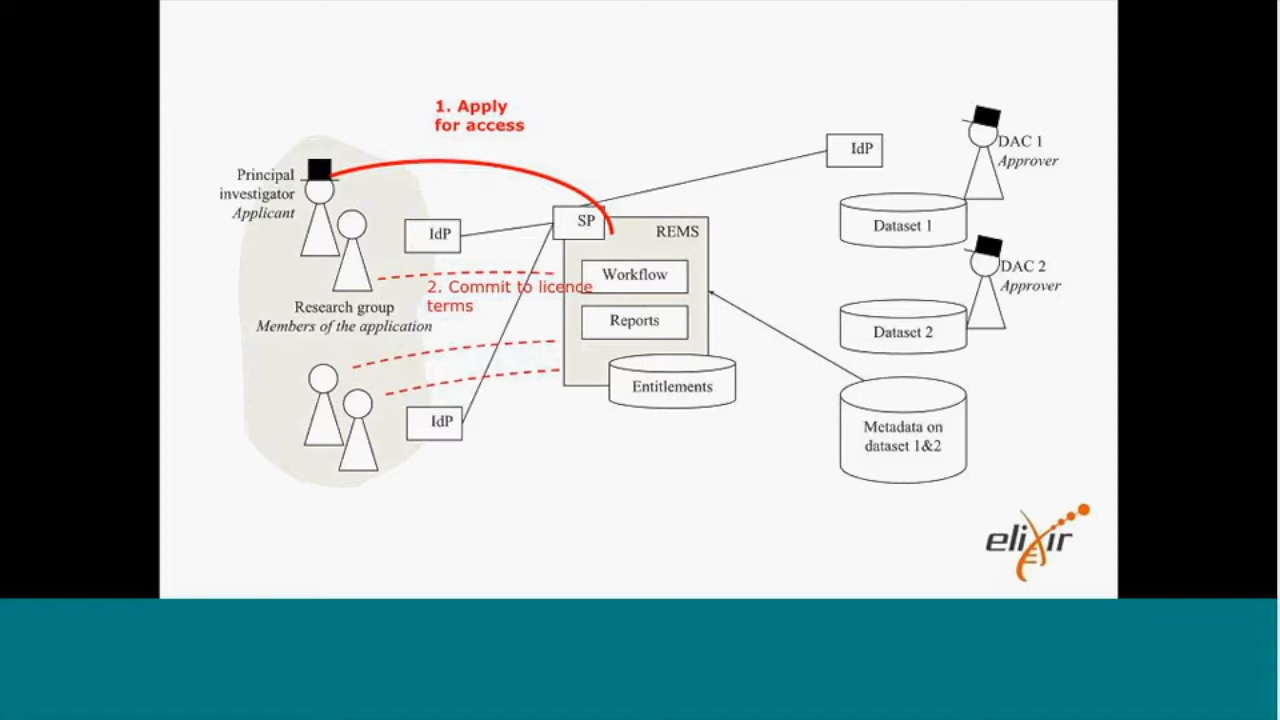 1. Apply
for access
Principal
investigator
Applicant
IdP
SP
REMS
Workflow
2. Commit to licence
terms
Reports
Entitlements
Research group
Members of the application
IdP
IdP
DAC 1
Approver
Dataset 1
DAC 2
Approver
Dataset 2
Metadata on
dataset 1&2
elixir